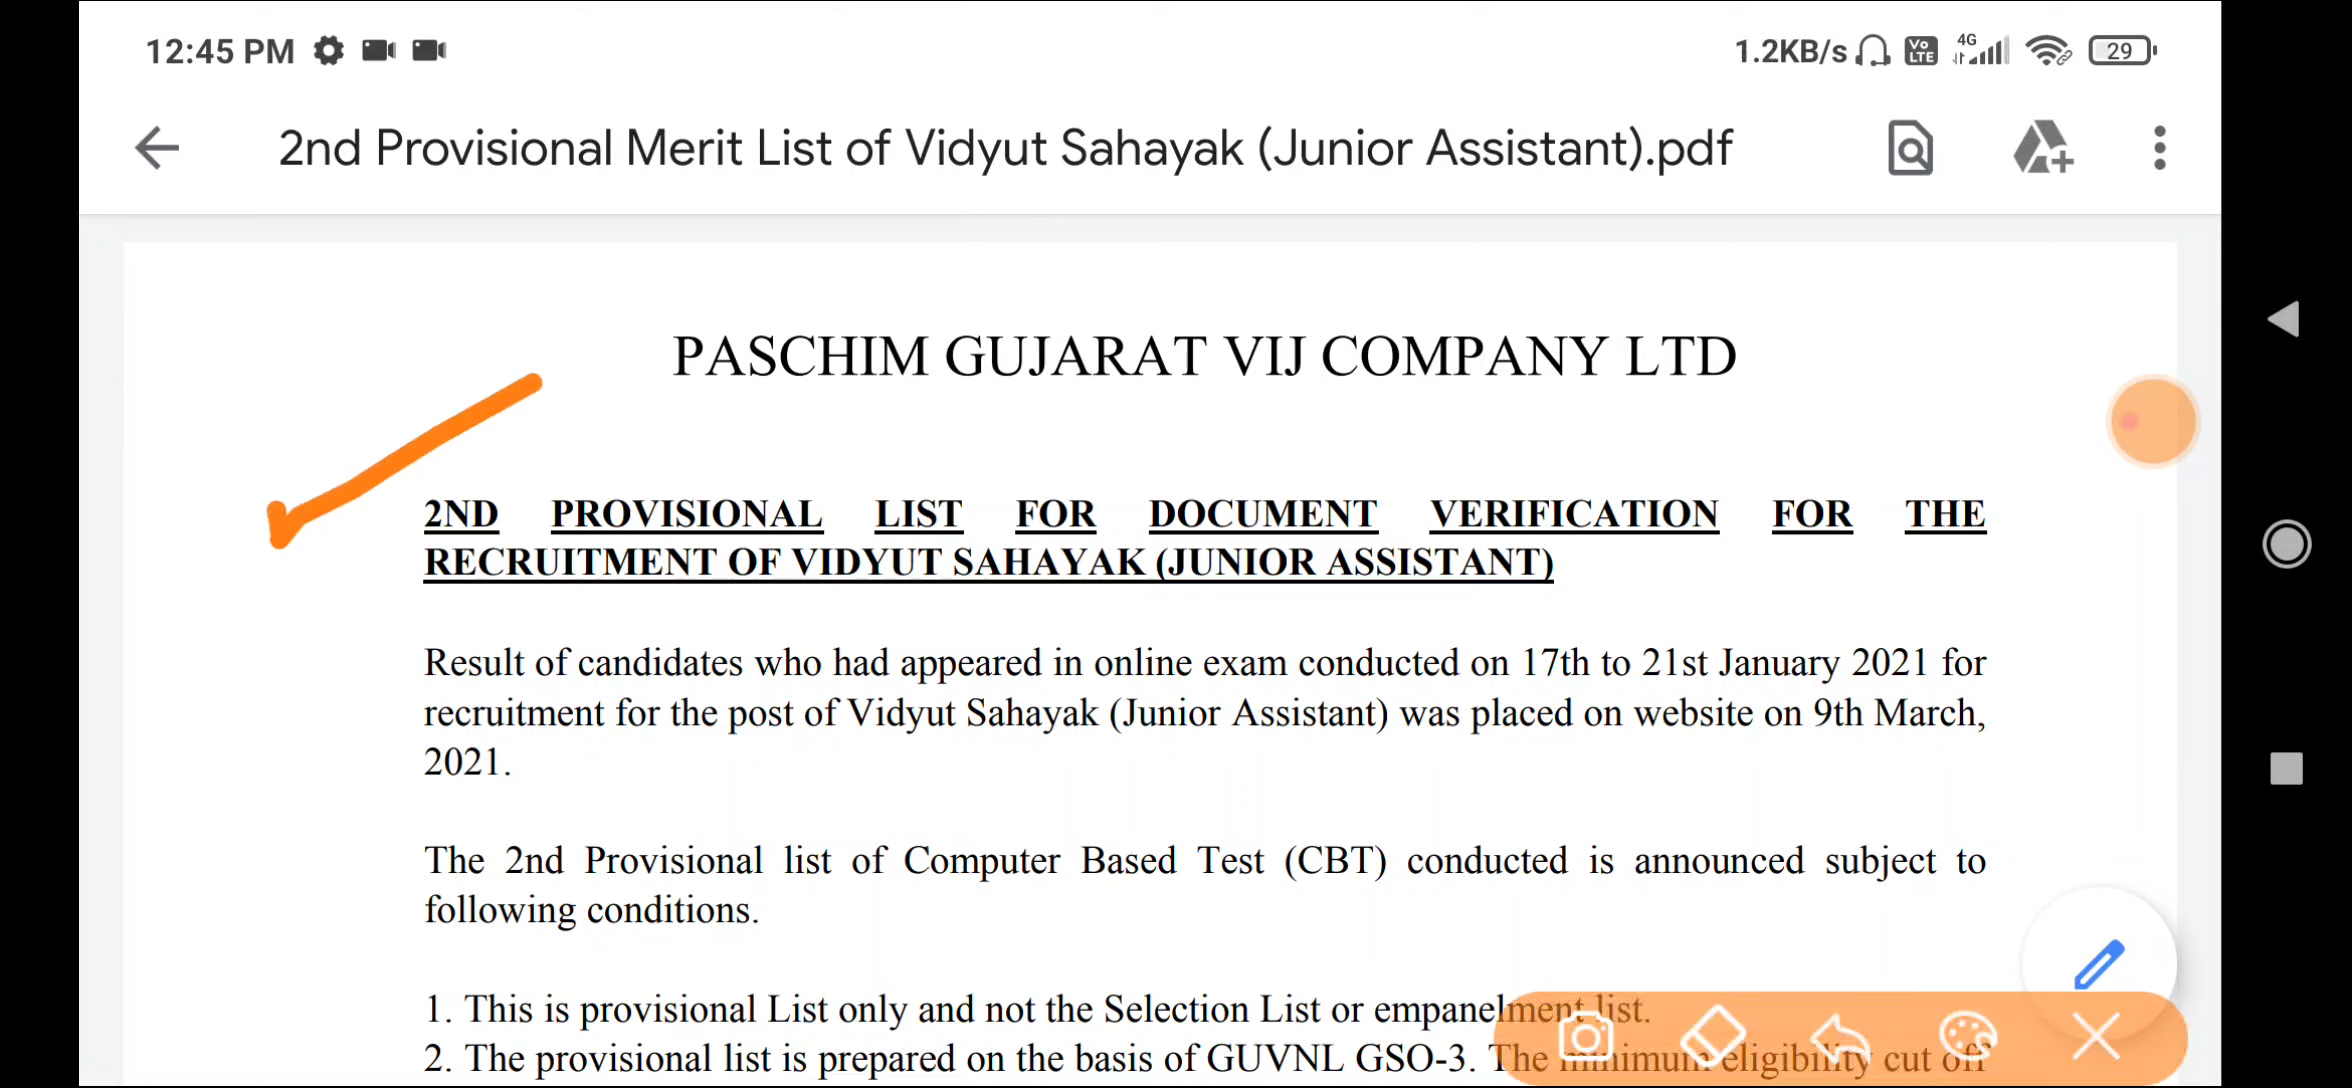 12:45 PM
1.2KB/s
Vo LTE
4G
29
2nd Provisional Merit List of Vidyut Sahayak (Junior Assistant).pdf
PASCHIM GUJARAT VIJ COMPANY LTD
2ND PROVISIONAL LIST FOR DOCUMENT VERIFICATION FOR THE
RECRUITMENT OF VIDYUT SAHAYAK (JUNIOR ASSISTANT)
Result of candidates who had appeared in online exam conducted on 17th to 21st January 2021 for
recruitment for the post of Vidyut Sahayak (Junior Assistant) was placed on website on 9th March,
2021.
The 2nd Provisional list of Computer Based Test (CBT) conducted is announced subject to
following conditions.
1. This is provisional List only and not the Selection List or empanelment list.
2. The provisional list is prepared on the basis of GUVNL GSO-3. The minimum eligibility cut off